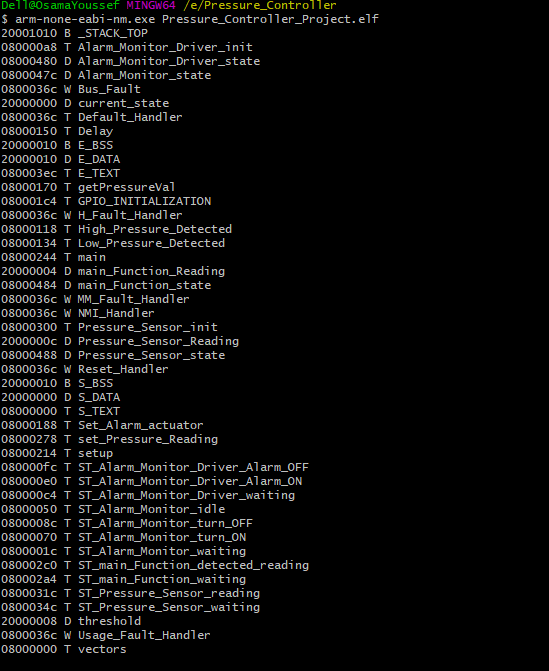 Dell@OsamaYoussef MINGW64 /e/Pressure_Controller
$ arm-none-eabi-nm.exe Pressure_Controller_Project.elf
20001010 B _STACK_TOP
080000a8 T Alarm_Monitor_Driver_init
08000480 D Alarm_Monitor_Driver_state
0800047c D Alarm_Monitor_state
0800036c W Bus_Fault
20000000 D current_state
0800036c T Default_Handler
08000150 T Delay
20000010 B E_BSS
20000010 D E_DATA
080003ec T E_TEXT
08000170 T getPressureVal
080001c4 T GPIO_INITIALIZATION
0800036c W H_Fault_Handler
08000118 T High_Pressure_Detected
08000134 T Low_Pressure_Detected
08000244 T main
20000004 D main_Function_Reading
08000484 D main_Function_state
0800036c W MM_Fault_Handler
0800036c W NMI_Handler
08000300 T Pressure_Sensor_init
2000000c D Pressure_Sensor_Reading
08000488 D Pressure_Sensor_state
0800036c W Reset_Handler
20000010 B S_BSS
20000000 D S_DATA
08000000 T S_TEXT
08000188 T Set_Alarm_actuator
08000278 T set_Pressure_Reading
08000214 T setup
080000fc T ST_Alarm_Monitor_Driver_Alarm_OFF
080000e0 T ST_Alarm_Monitor_Driver_Alarm_ON
080000c4 T ST_Alarm_Monitor_Driver_waiting
08000050 T ST_Alarm_Monitor_idle
0800008c T ST_Alarm_Monitor_turn_OFF
08000070 T ST_Alarm_Monitor_turn_ON
0800001c T ST_Alarm_Monitor_waiting
080002c0 T ST_main_Function_detected_reading
080002a4 T ST_main_Function_waiting
0800031c T ST_Pressure_Sensor_reading
0800034c T ST_Pressure_Sensor_waiting
20000008 D threshold
0800036c W Usage_Fault_Handler
08000000 T vectors